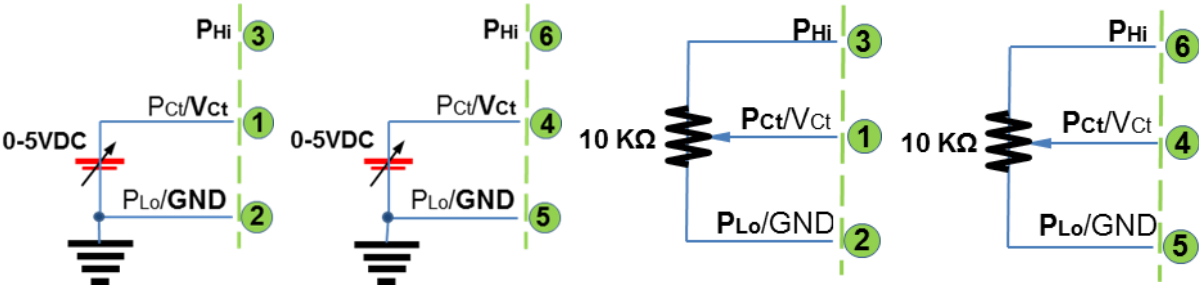 PHi 3
PCt/VCt 1
0-5VDC
PLo/GND 2
PHi 6
PCt/VCt 4
0-5VDC
PLo/GND 5
PHi 3
PCt/VCt 1
10 KΩ
PLo/GND 2
PHi 6
PCt/VCt 4
10 KΩ
PLo/GND 5